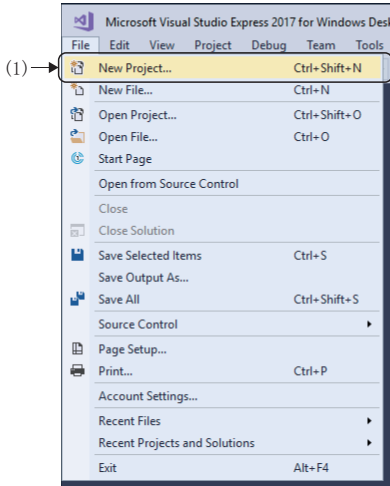 Microsoft Visual Studio Express 2017 for Windows Desk
File Edit View Project Debug Team Tools
(1) New Project... Ctrl+Shift+N
New File... Ctrl+N
Open Project... Ctrl+Shift+O
Open File... Ctrl+O
Start Page
Open from Source Control
Close
Close Solution
Save Selected Items Ctrl+S
Save Output As...
Save All Ctrl+Shift+S
Source Control
Page Setup...
Print... Ctrl+P
Account Settings...
Recent Files
Recent Projects and Solutions
Exit Alt+F4